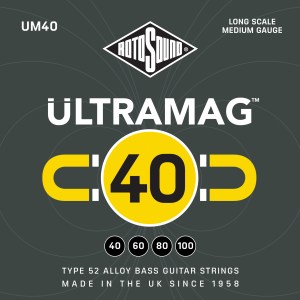 UM40
ROTOSOUND
LONG SCALE
MEDIUM GAUGE
ÜLTRAMAG™
40
40 60 80 100
TYPE 52 ALLOY BASS GUITAR STRINGS
MADE IN THE UK SINCE 1958